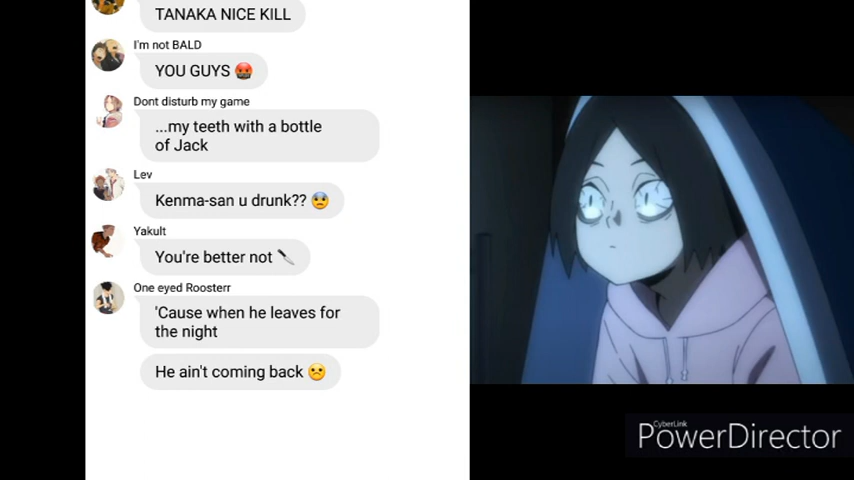 TANAKA NICE KILL
I'm not BALD
YOU GUYS 🤬
Dont disturb my game
...my teeth with a bottle
of Jack
Lev
Kenma-san u drunk?? 😨
Yakult
You're better not 🔪
One eyed Roosterr
'Cause when he leaves for
the night
He ain't coming back 😟
CyberLink
PowerDirector